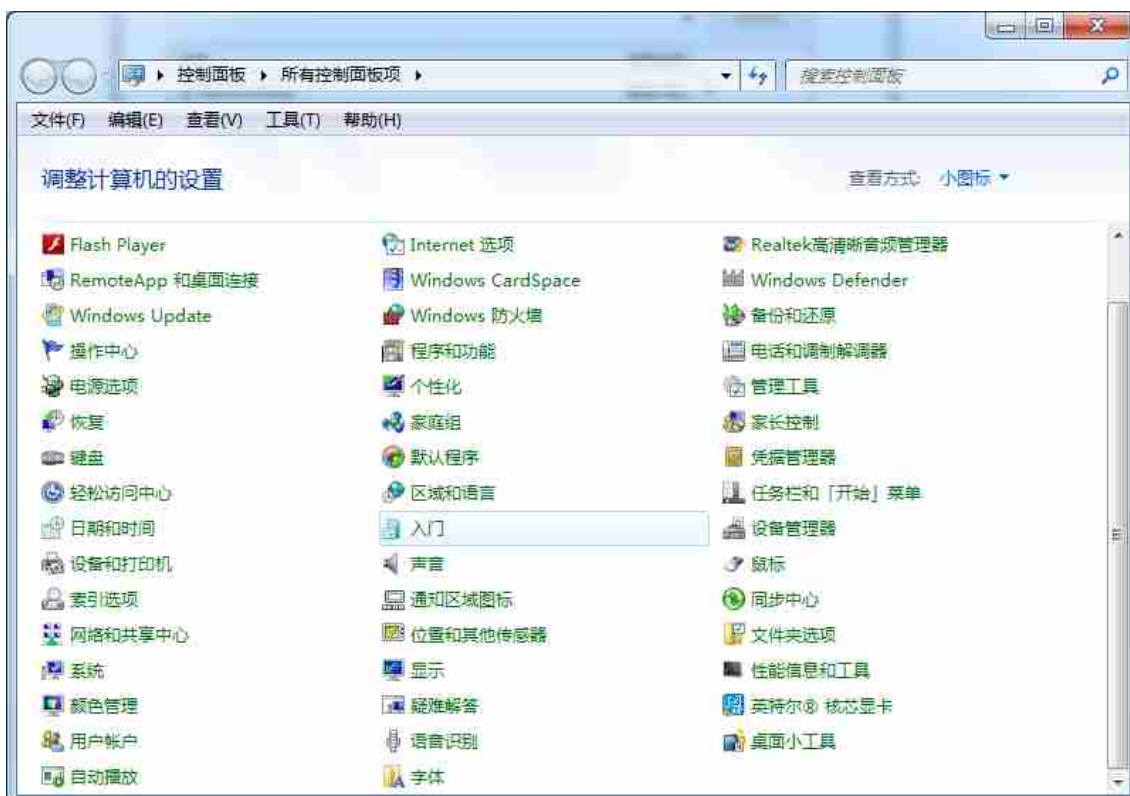 控制面板 ▸ 所有控制面板项 ▸ 搜索控制面板
文件(F) 编辑(E) 查看(V) 工具(T) 帮助(H)
调整计算机的设置 查看方式: 小图标
Flash Player Internet 选项 Realtek高清晰音频管理器
RemoteApp 和桌面连接 Windows CardSpace Windows Defender
Windows Update Windows 防火墙 备份和还原
操作中心 程序和功能 电话和调制解调器
电源选项 个性化 管理工具
恢复 家庭组 家长控制
键盘 默认程序 凭据管理器
轻松访问中心 区域和语言 任务栏和「开始」菜单
日期和时间 入门 设备管理器
设备和打印机 声音 鼠标
索引选项 通知区域图标 同步中心
网络和共享中心 位置和其他传感器 文件夹选项
系统 显示 性能信息和工具
颜色管理 疑难解答 英特尔® 核芯显卡
用户帐户 语音识别 桌面小工具
自动播放 字体